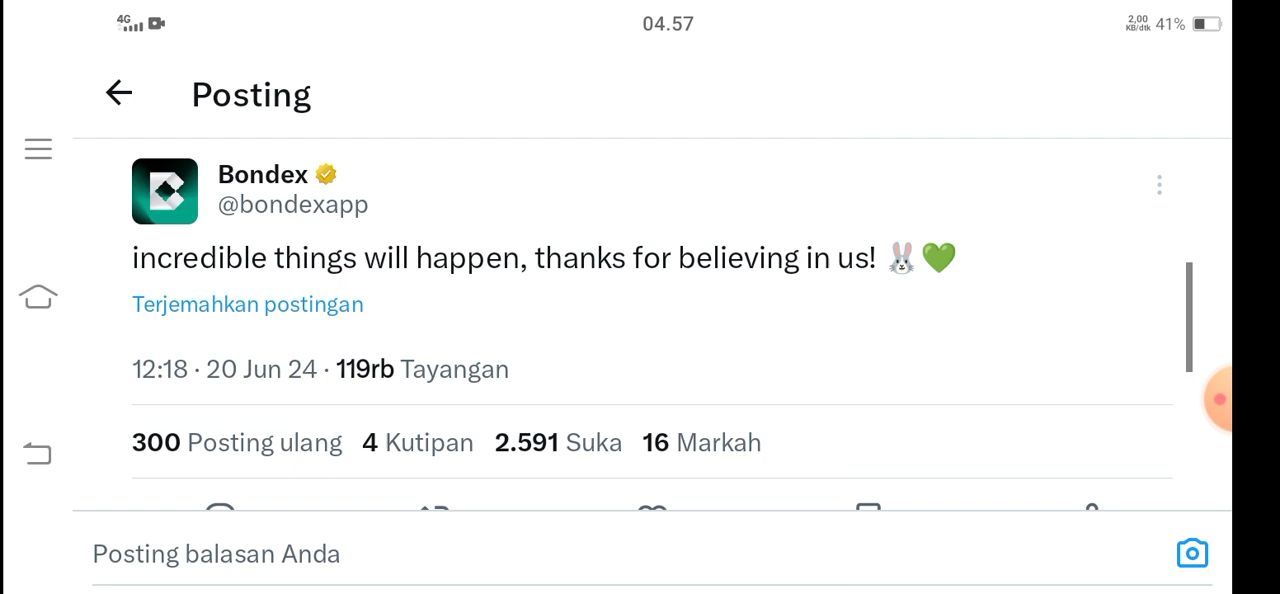 4G 04.57 2,00 KB/dtk 41%
Posting
Bondex
@bondexapp
incredible things will happen, thanks for believing in us! 🐰💚
Terjemahkan postingan
12:18 · 20 Jun 24 · 119rb Tayangan
300 Posting ulang 4 Kutipan 2.591 Suka 16 Markah
Posting balasan Anda